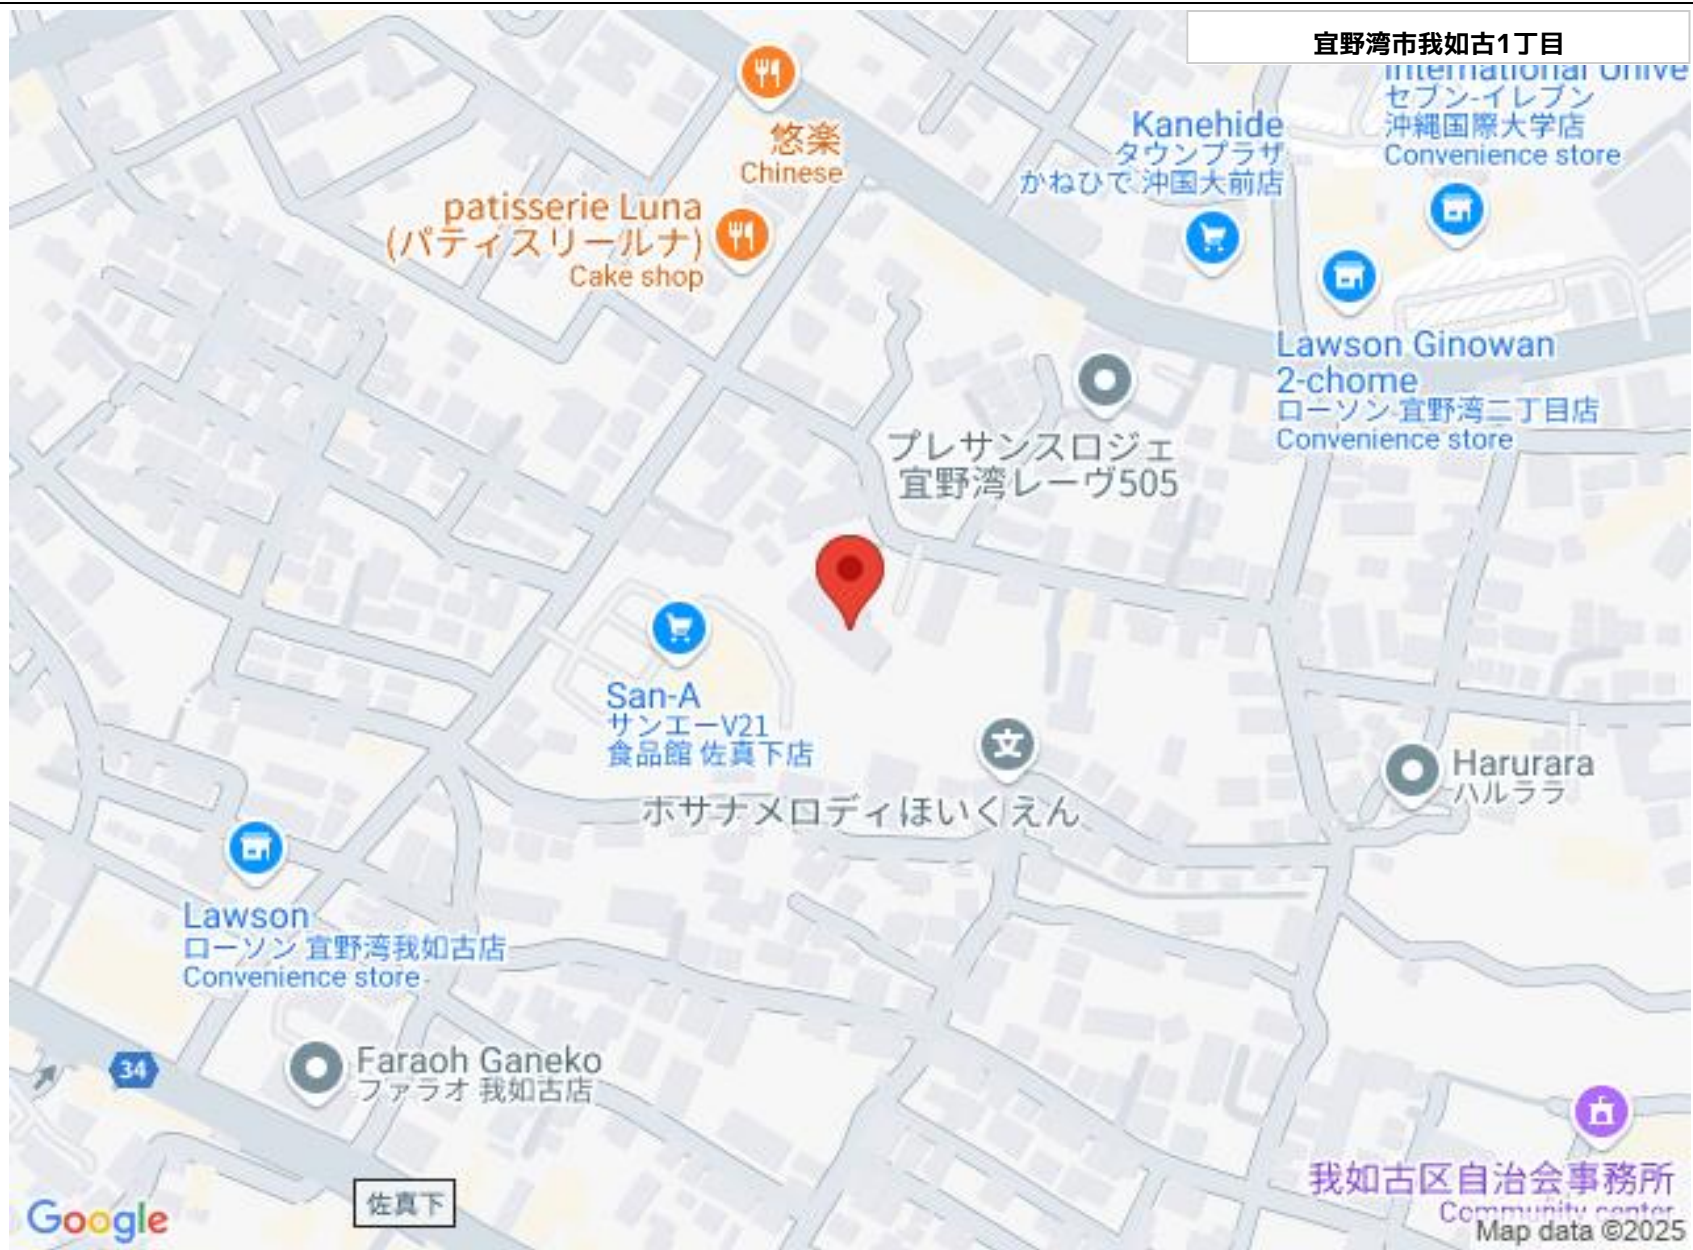 宜野湾市我如古1丁目
International Unive
セブン-イレブン
沖縄国際大学店
Convenience store
Kanehide
タウンプラザ
かねひで 沖国大前店
悠楽
Chinese
patisserie Luna
(パティスリールナ)
Cake shop
Lawson Ginowan
2-chome
ローソン 宜野湾二丁目店
Convenience store
プレサンスロジェ
宜野湾レーヴ505
San-A
サンエーV21
食品館 佐真下店
ホサナメロディほいくえん
Harurara
ハルララ
Lawson
ローソン 宜野湾我如古店
Convenience store
34
Faraoh Ganeko
ファラオ 我如古店
佐真下
我如古区自治会事務所
Community center
Google
Map data ©2025